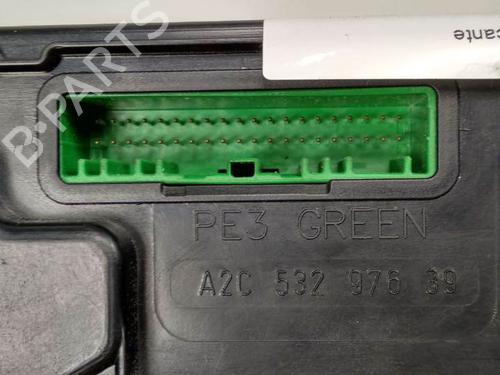 cante
B-PARTS
PE3 GREEN
A2C 532 976 39